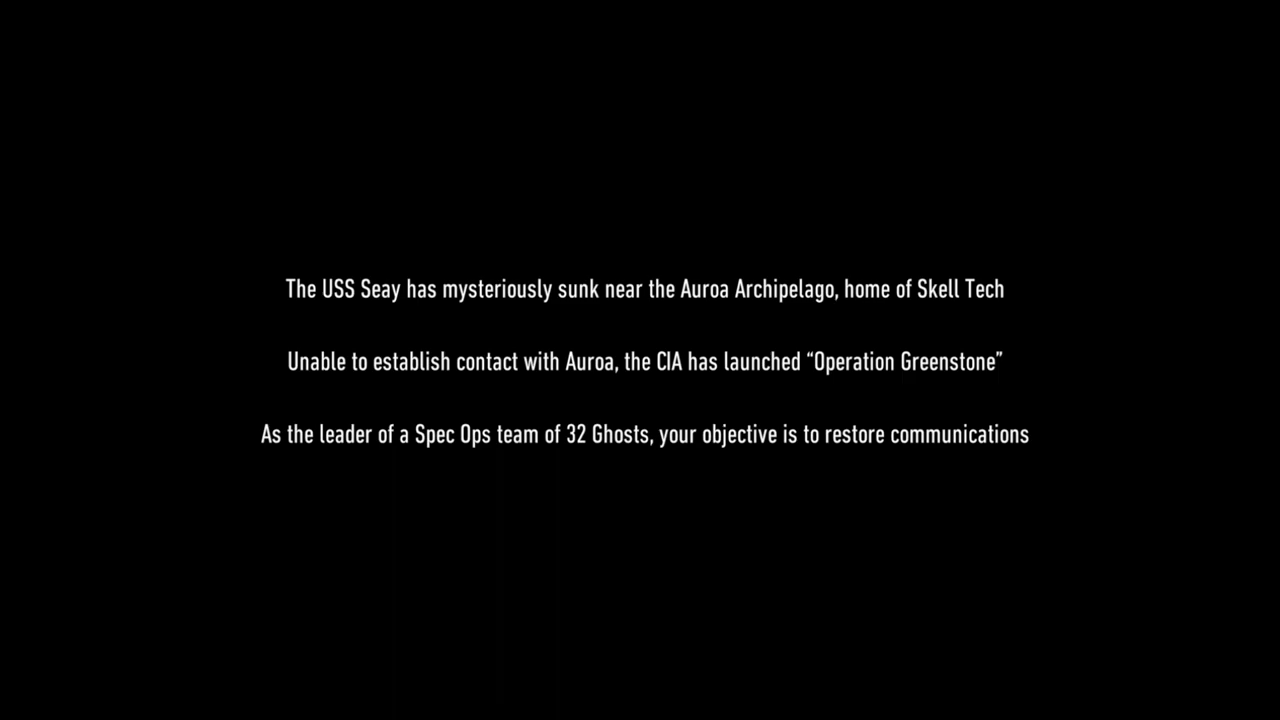 The USS Seay has mysteriously sunk near the Auroa Archipelago, home of Skell Tech
Unable to establish contact with Auroa, the CIA has launched “Operation Greenstone”
As the leader of a Spec Ops team of 32 Ghosts, your objective is to restore communications